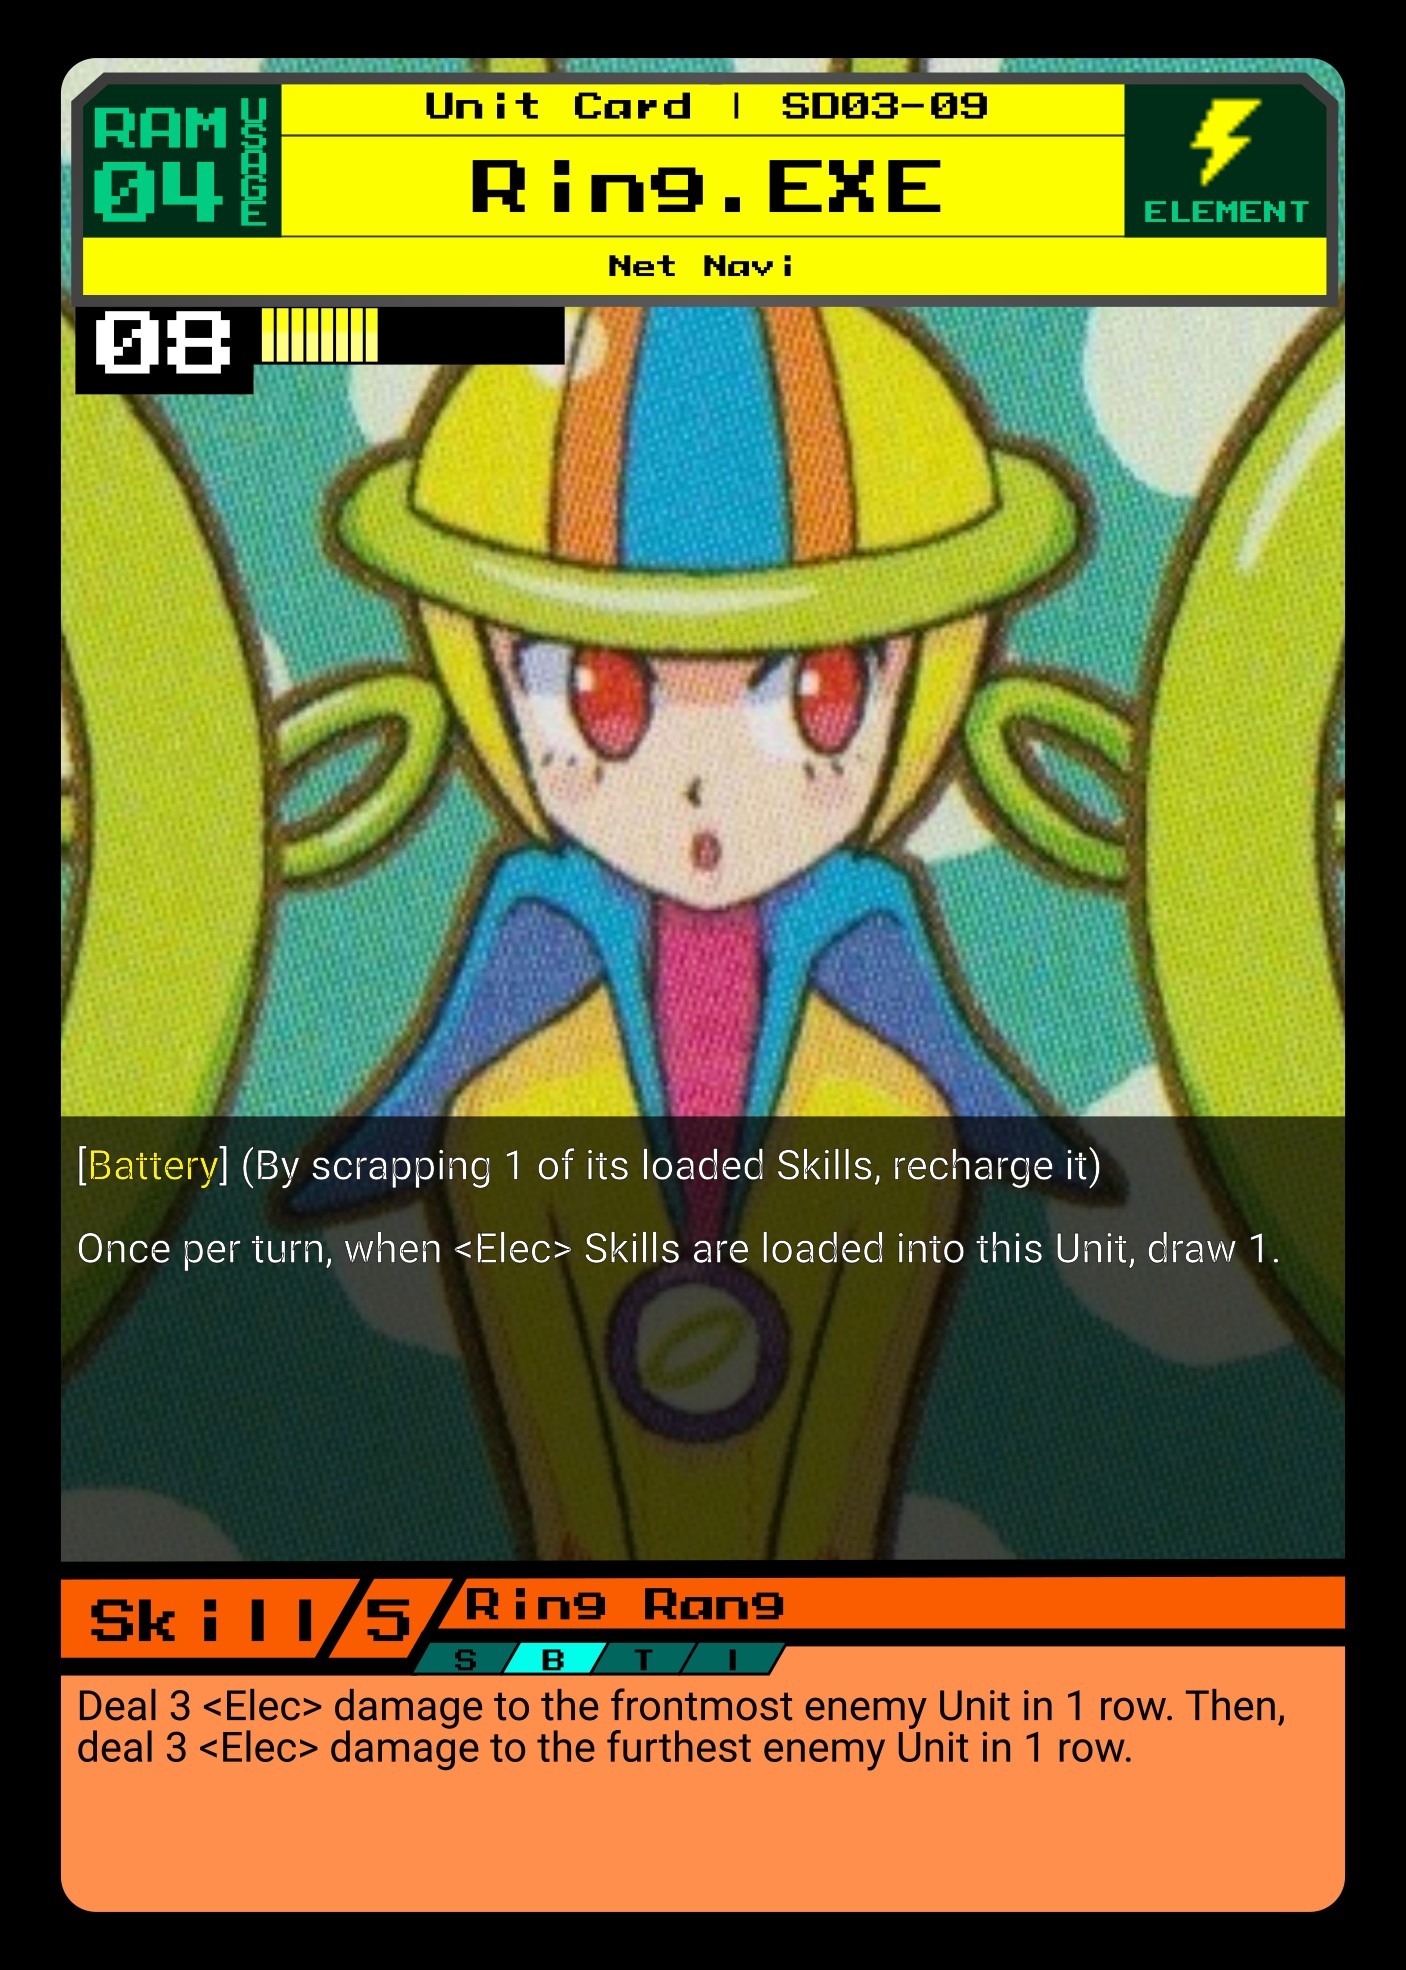 RAM
04
USAGE
Unit Card | SD03-09
Ring.EXE
ELEMENT
Net Navi
08
[Battery] (By scrapping 1 of its loaded Skills, recharge it)
Once per turn, when <Elec> Skills are loaded into this Unit, draw 1.
Skill/5/Ring Rang
S B T I
Deal 3 <Elec> damage to the frontmost enemy Unit in 1 row. Then,
deal 3 <Elec> damage to the furthest enemy Unit in 1 row.